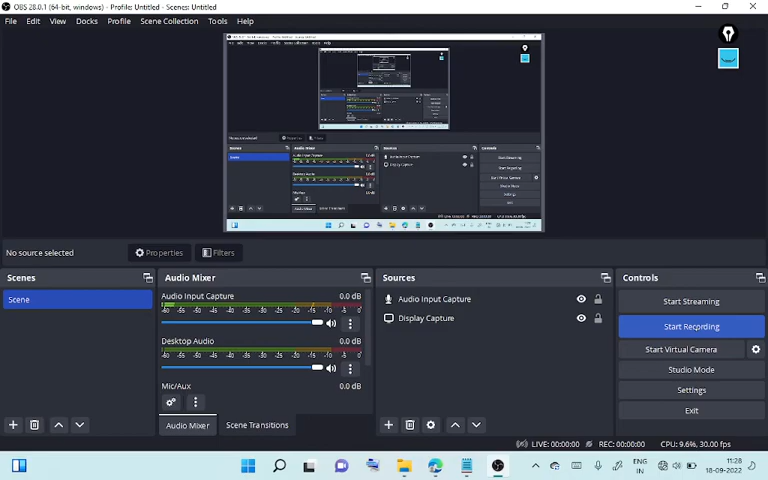 OBS 28.0.1 (64-bit, windows) - Profile: Untitled - Scenes: Untitled
File Edit View Docks Profile Scene Collection Tools Help
No source selected
Properties
Filters
Scenes
Scene
Audio Mixer
Audio Input Capture 0.0 dB
-60 -55 -50 -45 -40 -35 -30 -25 -20 -15 -10 -5 0
Desktop Audio 0.0 dB
-60 -55 -50 -45 -40 -35 -30 -25 -20 -15 -10 -5 0
Mic/Aux 0.0 dB
Audio Mixer Scene Transitions
Sources
Audio Input Capture
Display Capture
Controls
Start Streaming
Start Recording
Start Virtual Camera
Studio Mode
Settings
Exit
LIVE: 00:00:00 REC: 00:00:00 CPU: 9.6%, 30.00 fps
ENG
IN
11:28
18-09-2022